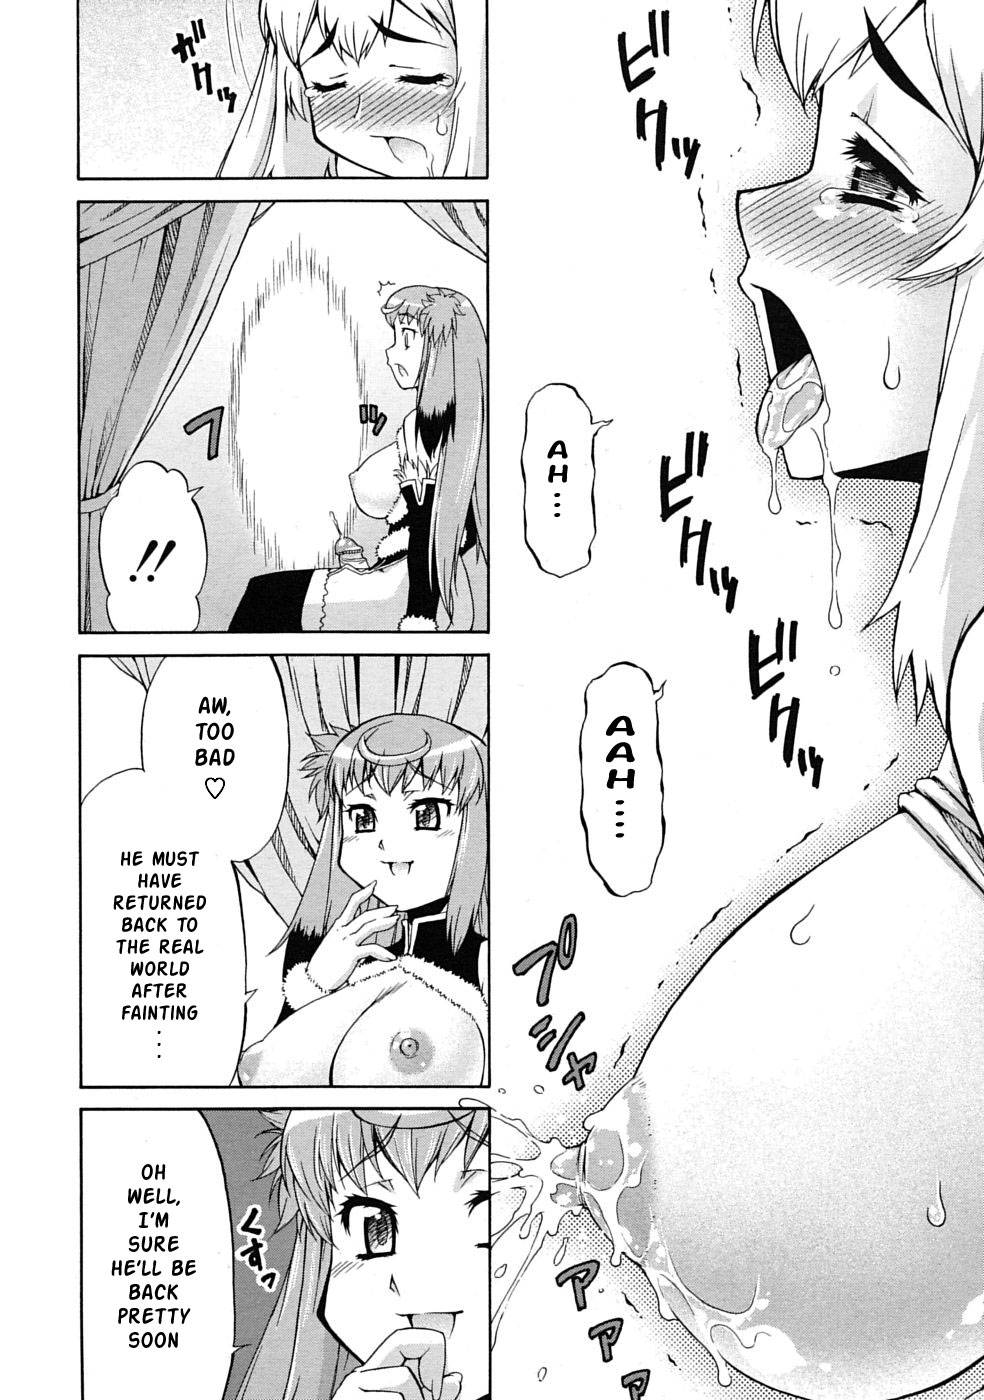 ビクッ
ビクッ
ビクッ
AH....
AAH....
プシャ
アアア
ガクッ
フッ
!!
AW,
TOO
BAD
♡
HE MUST
HAVE
RETURNED
BACK TO
THE REAL
WORLD
AFTER
FAINTING
...
OH
WELL,
I'M
SURE
HE'LL BE
BACK
PRETTY
SOON
くすっ